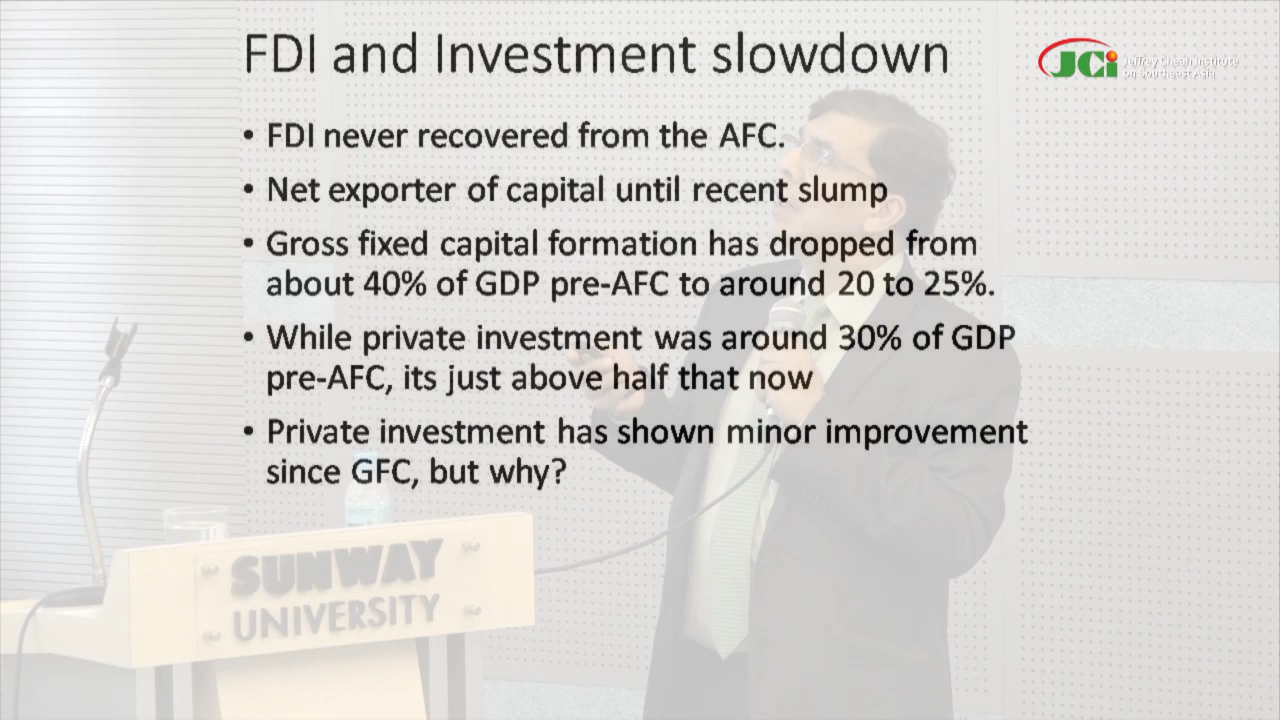 FDI and Investment slowdown
JCi Jeffrey Cheah Institute
on Southeast Asia
• FDI never recovered from the AFC.
• Net exporter of capital until recent slump
• Gross fixed capital formation has dropped from
about 40% of GDP pre-AFC to around 20 to 25%.
• While private investment was around 30% of GDP
pre-AFC, its just above half that now
• Private investment has shown minor improvement
since GFC, but why?
SUNWAY
UNIVERSITY